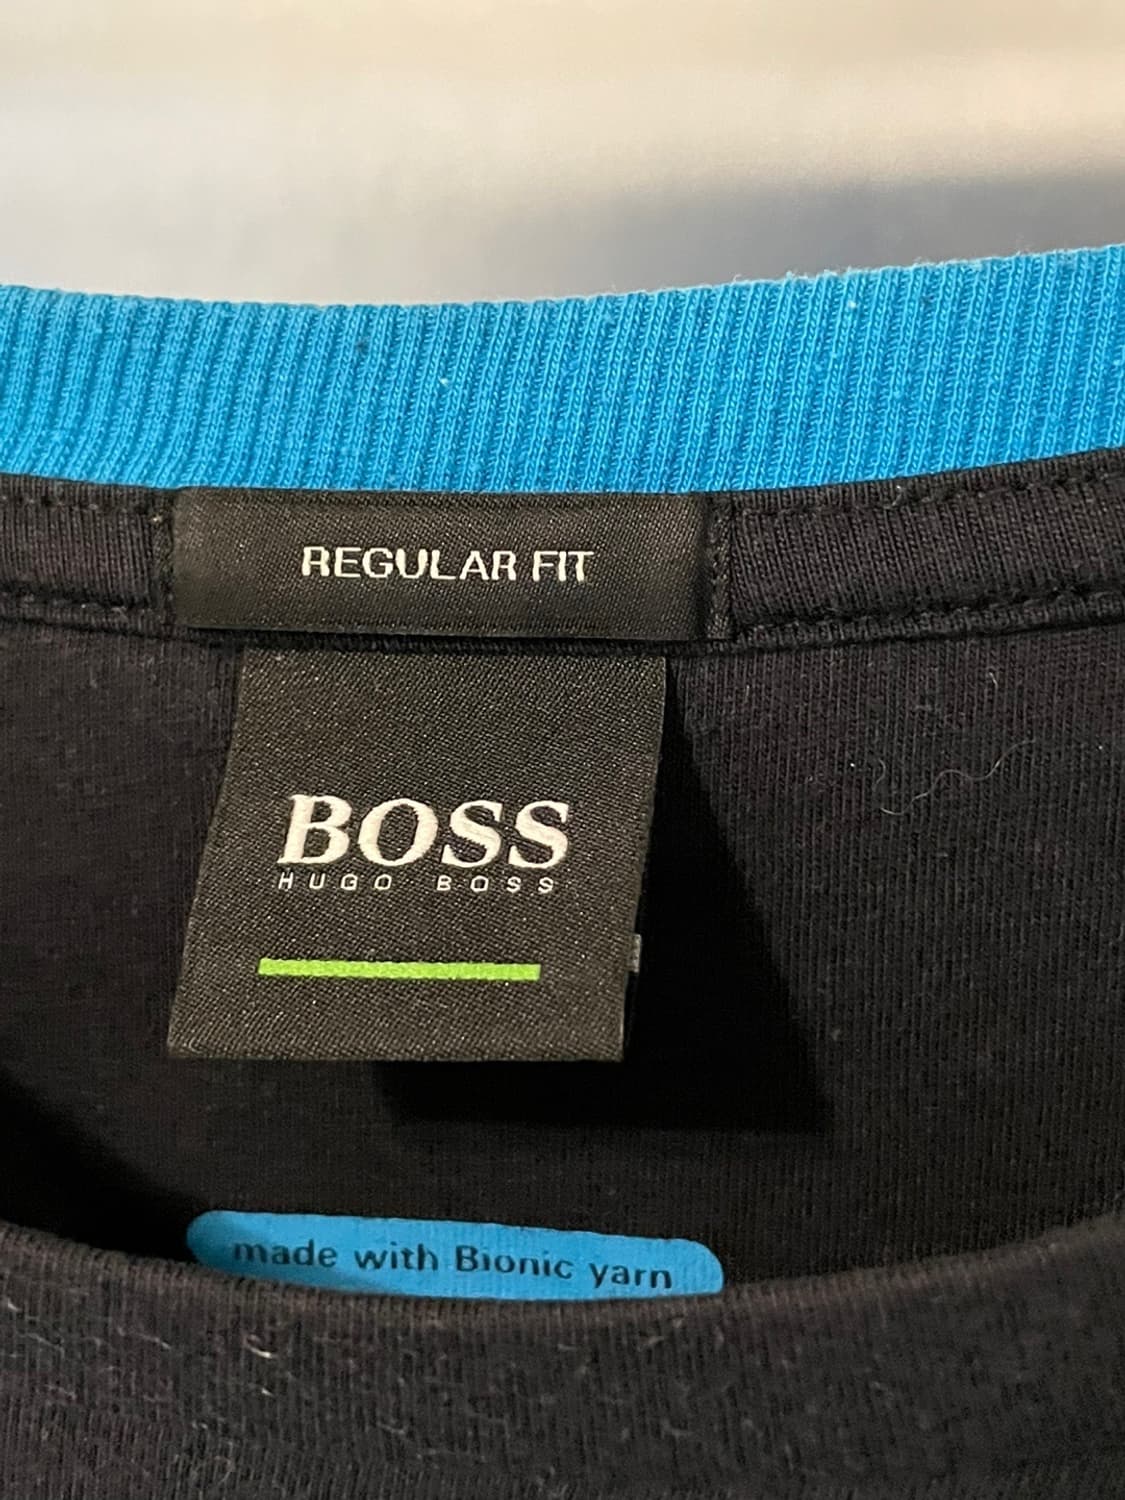 REGULAR FIT
BOSS
HUGO BOSS
made with Bionic yarn